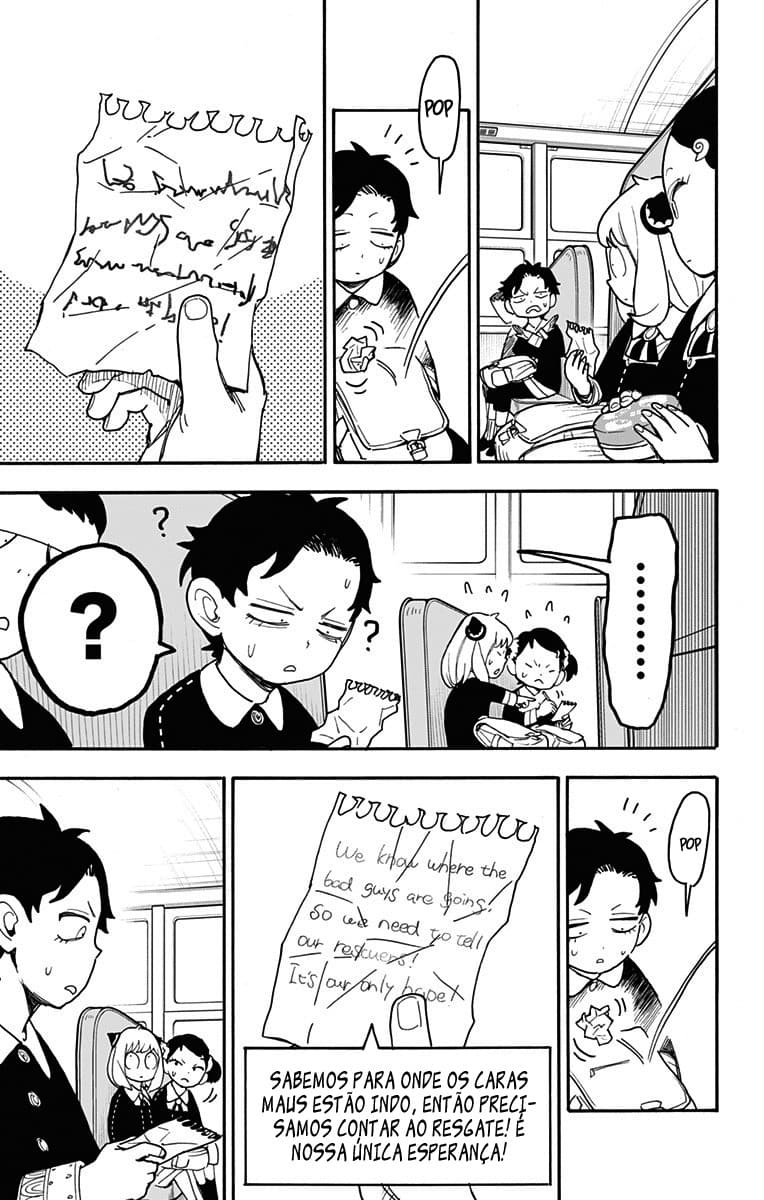 POP
POP
?
?
.........
?
POP
We know where the
bad guys are going!
So we need to tell
our rescuers!
It's our only hope!
SABEMOS PARA ONDE OS CARAS
MAUS ESTÃO INDO, ENTÃO PRECI-
SAMOS CONTAR AO RESGATE! É
NOSSA ÚNICA ESPERANÇA!